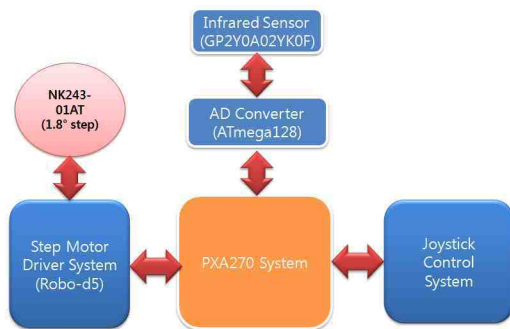 Infrared Sensor
(GP2Y0A02YK0F)
NK243-
01AT
(1.8° step)
AD Converter
(ATmega128)
Step Motor
Driver System
(Robo-d5)
PXA270 System
Joystick
Control
System